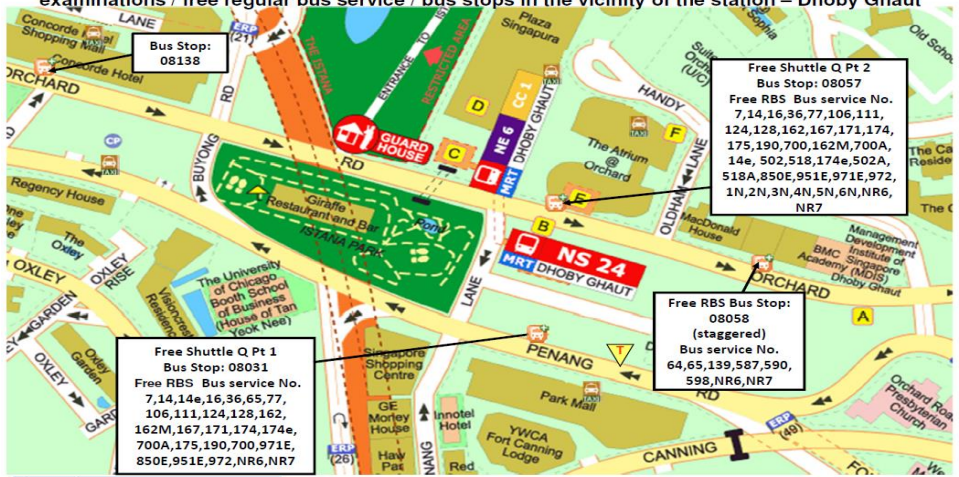 examinations / free regular bus service / bus stops in the vicinity of the station – Dhoby Ghaut
LANE
Shopping Mall
Concorde Hotel
ORCHARD
Bus Stop:
08138
ERP
(21)
THE ISTANA
ENTRANCE TO
RESTRICTED AREA
Plaza
Singapura
TAXI
D
C
CC 1
NE 6
DHOBY GHAUT
MRT
GUARD
HOUSE
RD
BUYONG
RD
CP
TAXI
Regency House
The
Oxley
OXLEY
RISE
OXLEY
GARDEN
Oxley
Garden
Giraffe
Restaurant and Bar
Pond
ISTANA PARK
The University
of Chicago
Booth School
of Business
(House of Tan
Yeok Nee)
LANE
HANDY
F
TAXI
The Atrium
@
Orchard
E
B
OLDHAM
LANE
NS 24
MRT
DHOBY GHAUT
MacDonald
House
Management
Development
Institute of
Singapore
(MDIS)
Dhoby Ghaut
BMC
Academy
ORCHARD
A
Free Shuttle Q Pt 2
Bus Stop: 08057
Free RBS Bus service No.
7,14,16,36,77,106,111,
124,128,162,167,171,174,
175,190,700,162M,700A,
14e, 502,518,174e,502A,
518A,850E,951E,971E,972,
1N,2N,3N,4N,5N,6N,NR6,
NR7
Free RBS Bus Stop:
08058
(staggered)
Bus service No.
64,65,139,587,590,
598,NR6,NR7
Free Shuttle Q Pt 1
Bus Stop: 08031
Free RBS Bus service No.
7,14,14e,16,36,65,77,
106,111,124,128,162,
162M,167,171,174,174e,
700A,175,190,700,971E,
850E,951E,972,NR6,NR7
Singapore
Shopping
Centre
GE
Money
House
Haw
Par
ERP
(26)
Innotel
Hotel
Red
PENANG
RD
T
TAXI
Park Mall
YWCA
Fort Canning
Lodge
CANNING
ERP
(49)
Orchard Road
Presbyterian
Church